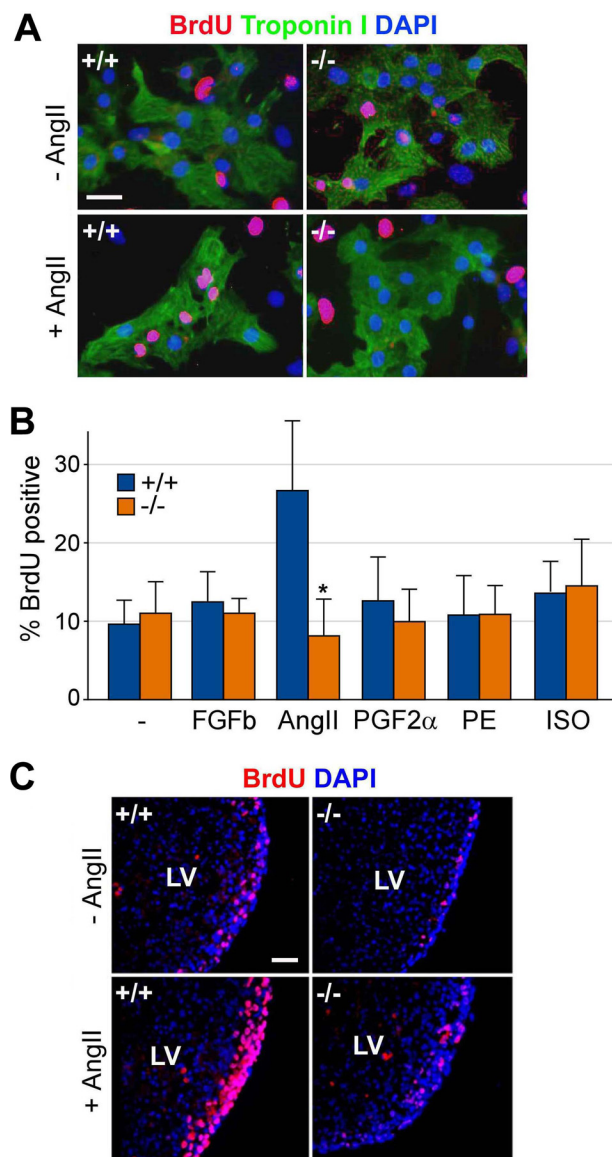 A
BrdU Troponin I DAPI
+/+
-/-
- AngII
+/+
-/-
+ AngII
B
% BrdU positive
30
20
10
0
+/+
-/-
*
- FGFb AngII PGF2α PE ISO
C
BrdU DAPI
+/+
-/-
- AngII
LV
LV
+/+
-/-
+ AngII
LV
LV